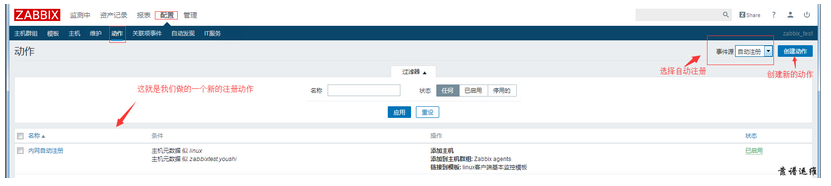 ZABBIX 监测中 资产记录 报表 配置 管理 Share ?
主机群组 模板 主机 维护 动作 关联项事件 自动发现 IT服务 zabbix_test
动作 事件源 自动注册 创建动作
过滤器 ▲
选择自动注册 创建新的动作
这就是我们做的一个新的注册动作
名称 状态 任何 已启用 停用的
应用 重设
名称 ▲ 条件 操作 状态
内网自动注册 主机元数据 似 linux 添加主机 已启用
主机元数据 似 zabbixtest.youshi 添加到主机群组: Zabbix agents
链接到模板: linux客户端基本监控模板
靠谱运维